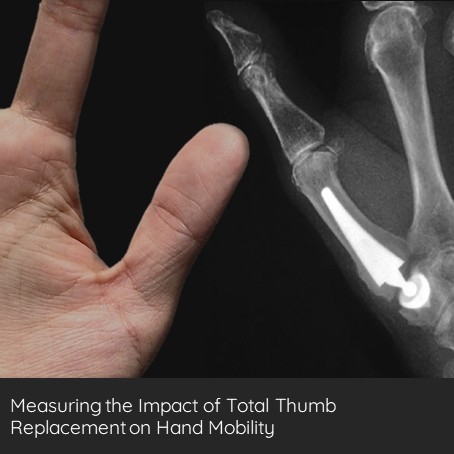 Measuring the Impact of Total Thumb
Replacement on Hand Mobility